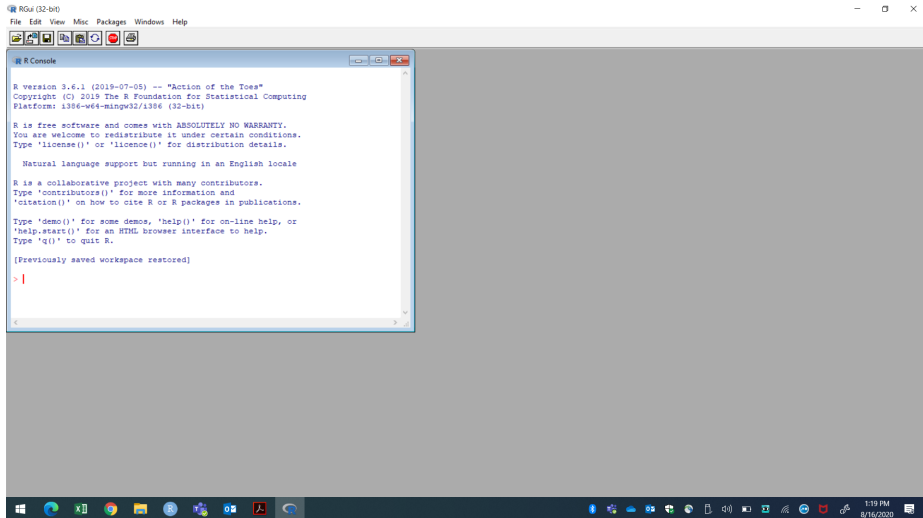 RGui (32-bit)
File Edit View Misc Packages Windows Help
STOP
R Console
R version 3.6.1 (2019-07-05) -- "Action of the Toes"
Copyright (C) 2019 The R Foundation for Statistical Computing
Platform: i386-w64-mingw32/i386 (32-bit)
R is free software and comes with ABSOLUTELY NO WARRANTY.
You are welcome to redistribute it under certain conditions.
Type 'license()' or 'licence()' for distribution details.
Natural language support but running in an English locale
R is a collaborative project with many contributors.
Type 'contributors()' for more information and
'citation()' on how to cite R or R packages in publications.
Type 'demo()' for some demos, 'help()' for on-line help, or
'help.start()' for an HTML browser interface to help.
Type 'q()' to quit R.
[Previously saved workspace restored]
>
1:19 PM
8/16/2020